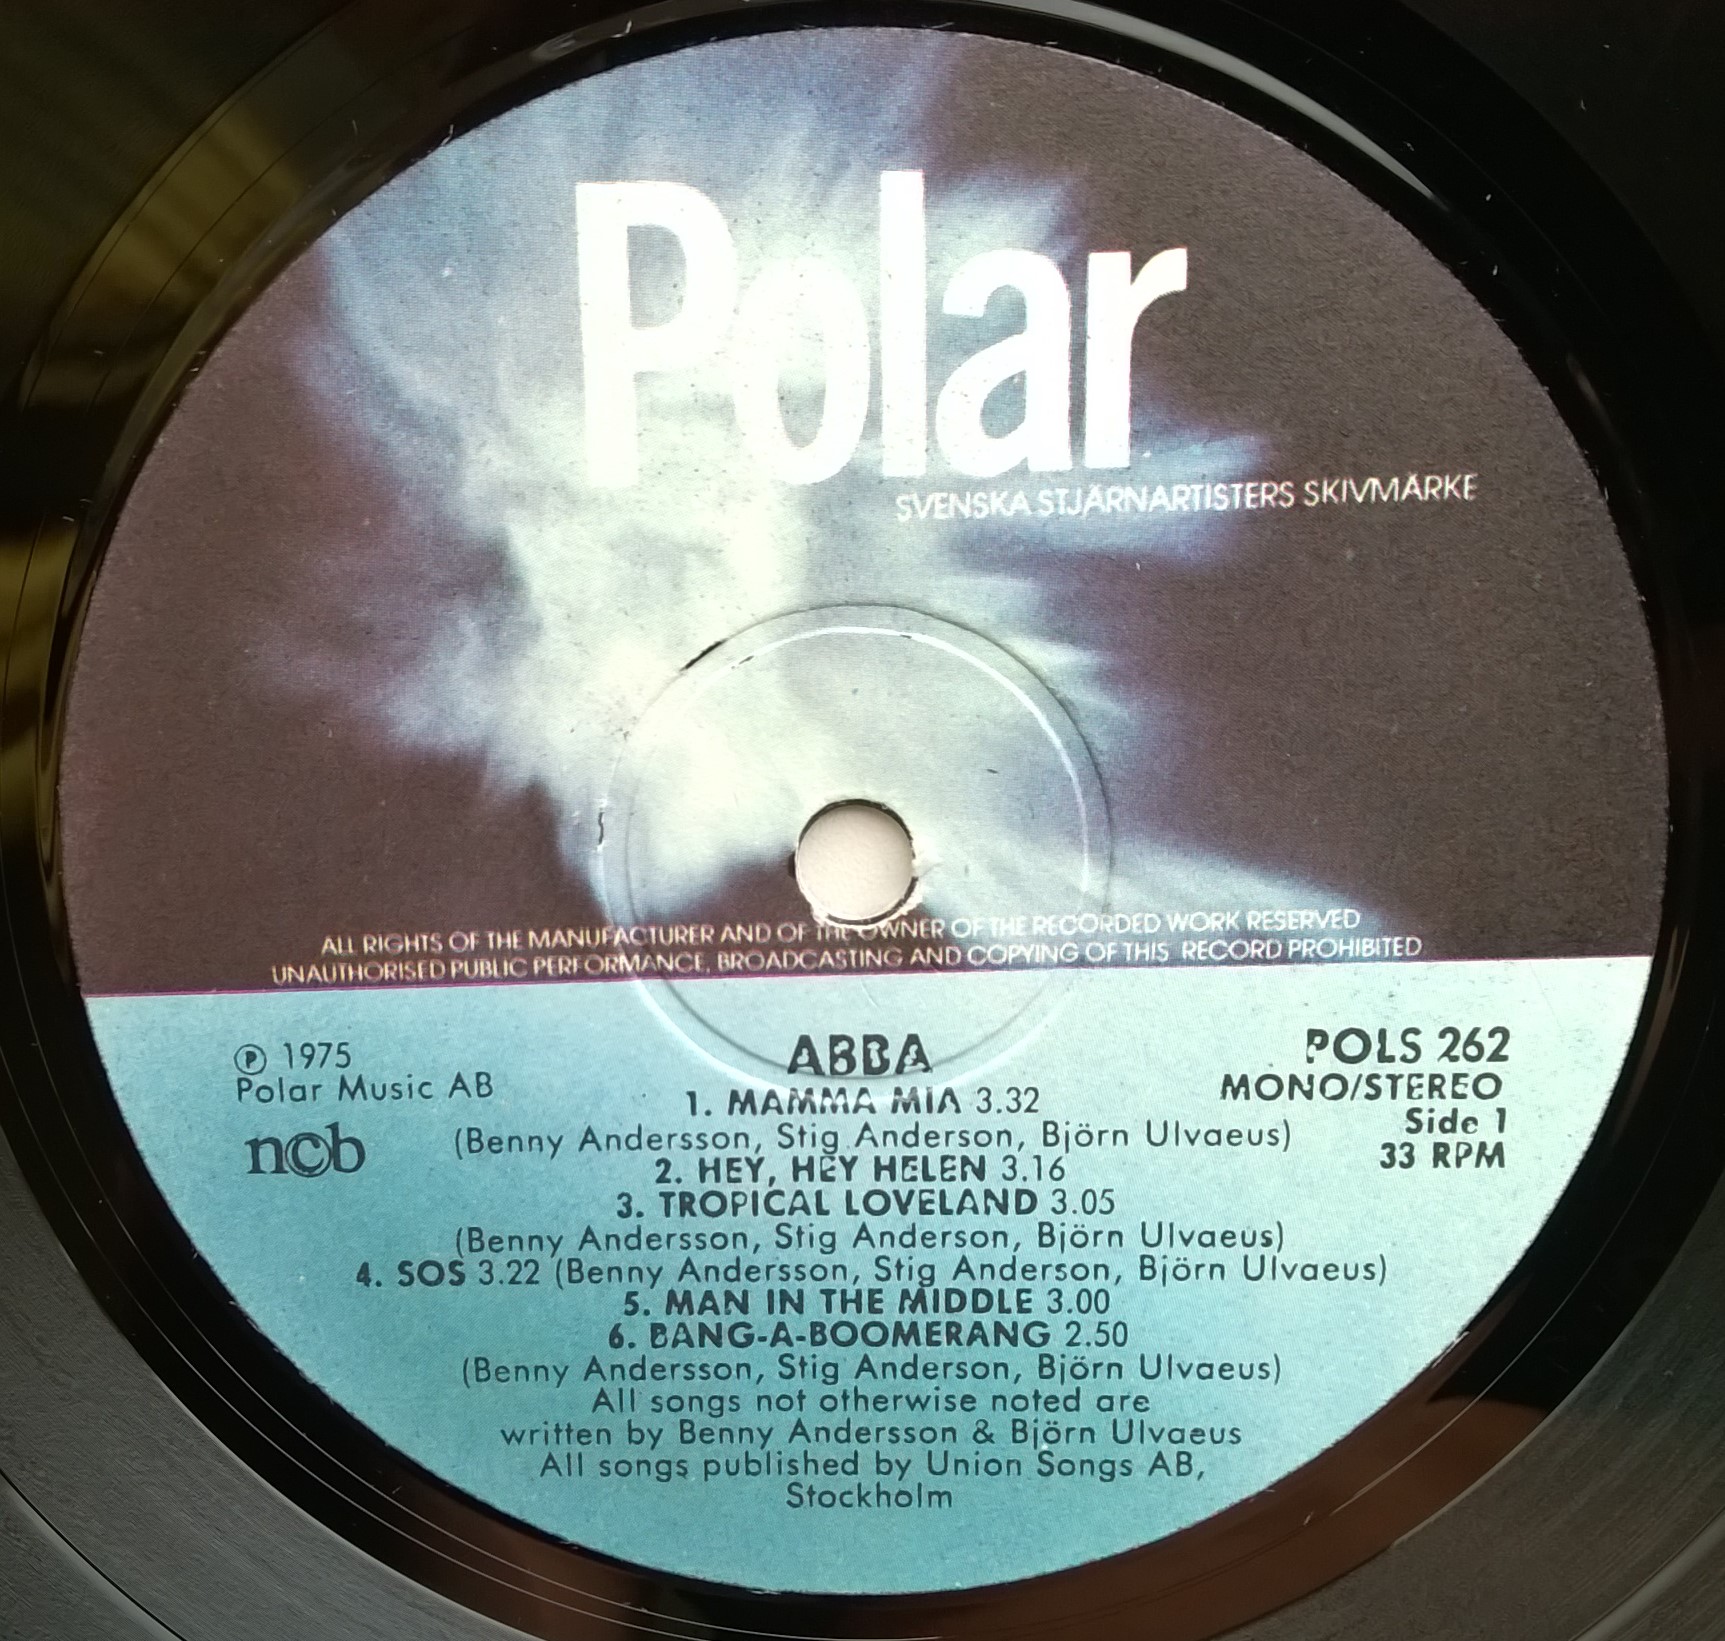 Polar
SVENSKA STJÄRNARTISTERS SKIVMÄRKE
ALL RIGHTS OF THE MANUFACTURER AND OF THE OWNER OF THE RECORDED WORK RESERVED
UNAUTHORISED PUBLIC PERFORMANCE, BROADCASTING AND COPYING OF THIS RECORD PROHIBITED
℗ 1975
Polar Music AB
ncb
ABBA
POLS 262
MONO/STEREO
Side 1
33 RPM
1. MAMMA MIA 3.32
(Benny Andersson, Stig Anderson, Björn Ulvaeus)
2. HEY, HEY HELEN 3.16
3. TROPICAL LOVELAND 3.05
(Benny Andersson, Stig Anderson, Björn Ulvaeus)
4. SOS 3.22 (Benny Andersson, Stig Anderson, Björn Ulvaeus)
5. MAN IN THE MIDDLE 3.00
6. BANG-A-BOOMERANG 2.50
(Benny Andersson, Stig Anderson, Björn Ulvaeus)
All songs not otherwise noted are
written by Benny Andersson & Björn Ulvaeus
All songs published by Union Songs AB,
Stockholm